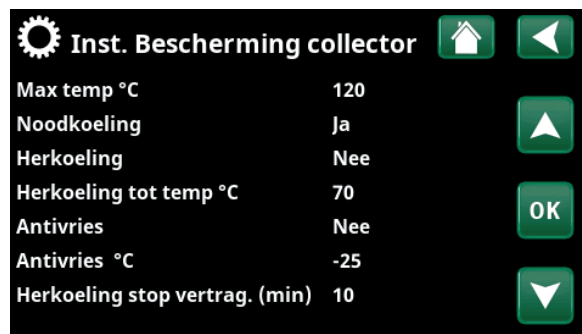 Inst. Bescherming collector
Max temp °C 120
Noodkoeling Ja
Herkoeling Nee
Herkoeling tot temp °C 70
Antivries Nee
OK
Antivries °C -25
Herkoeling stop vertrag. (min) 10